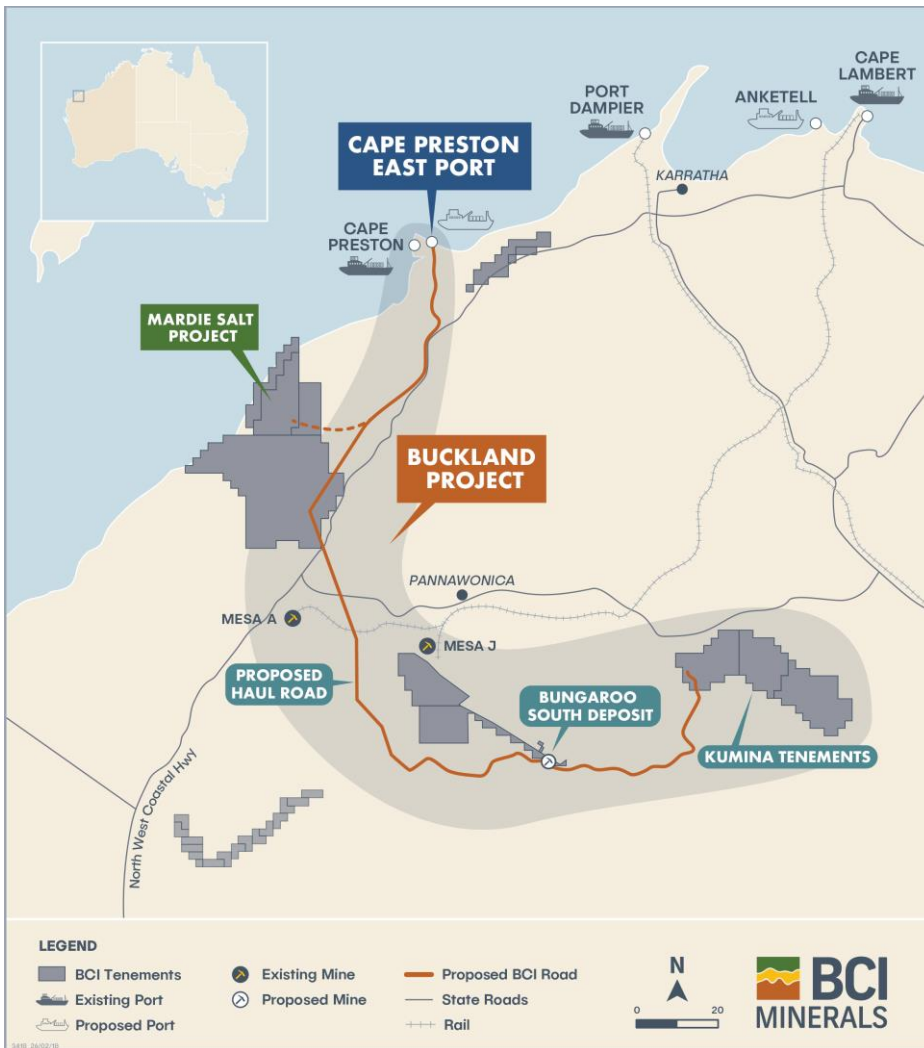 CAPE
LAMBERT
PORT
DAMPIER
ANKETELL
CAPE PRESTON
EAST PORT
KARRATHA
CAPE
PRESTON
MARDIE SALT
PROJECT
BUCKLAND
PROJECT
PANNAWONICA
MESA A
MESA J
PROPOSED
HAUL ROAD
BUNGAROO
SOUTH DEPOSIT
KUMINA TENEMENTS
North West Coastal Hwy
LEGEND
BCI Tenements
Existing Port
Proposed Port
Existing Mine
Proposed Mine
Proposed BCI Road
State Roads
Rail
N
0 20
BCI
MINERALS